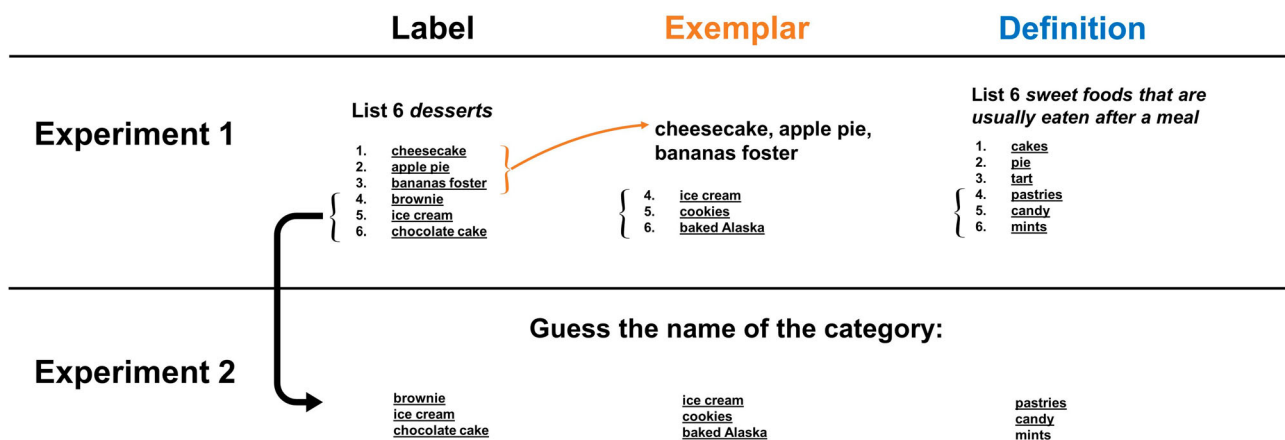 Label Exemplar Definition
Experiment 1
List 6 desserts
1. cheesecake
2. apple pie
3. bananas foster
4. brownie
5. ice cream
6. chocolate cake
cheesecake, apple pie,
bananas foster
4. ice cream
5. cookies
6. baked Alaska
List 6 sweet foods that are
usually eaten after a meal
1. cakes
2. pie
3. tart
4. pastries
5. candy
6. mints
Experiment 2
Guess the name of the category:
brownie
ice cream
chocolate cake
ice cream
cookies
baked Alaska
pastries
candy
mints